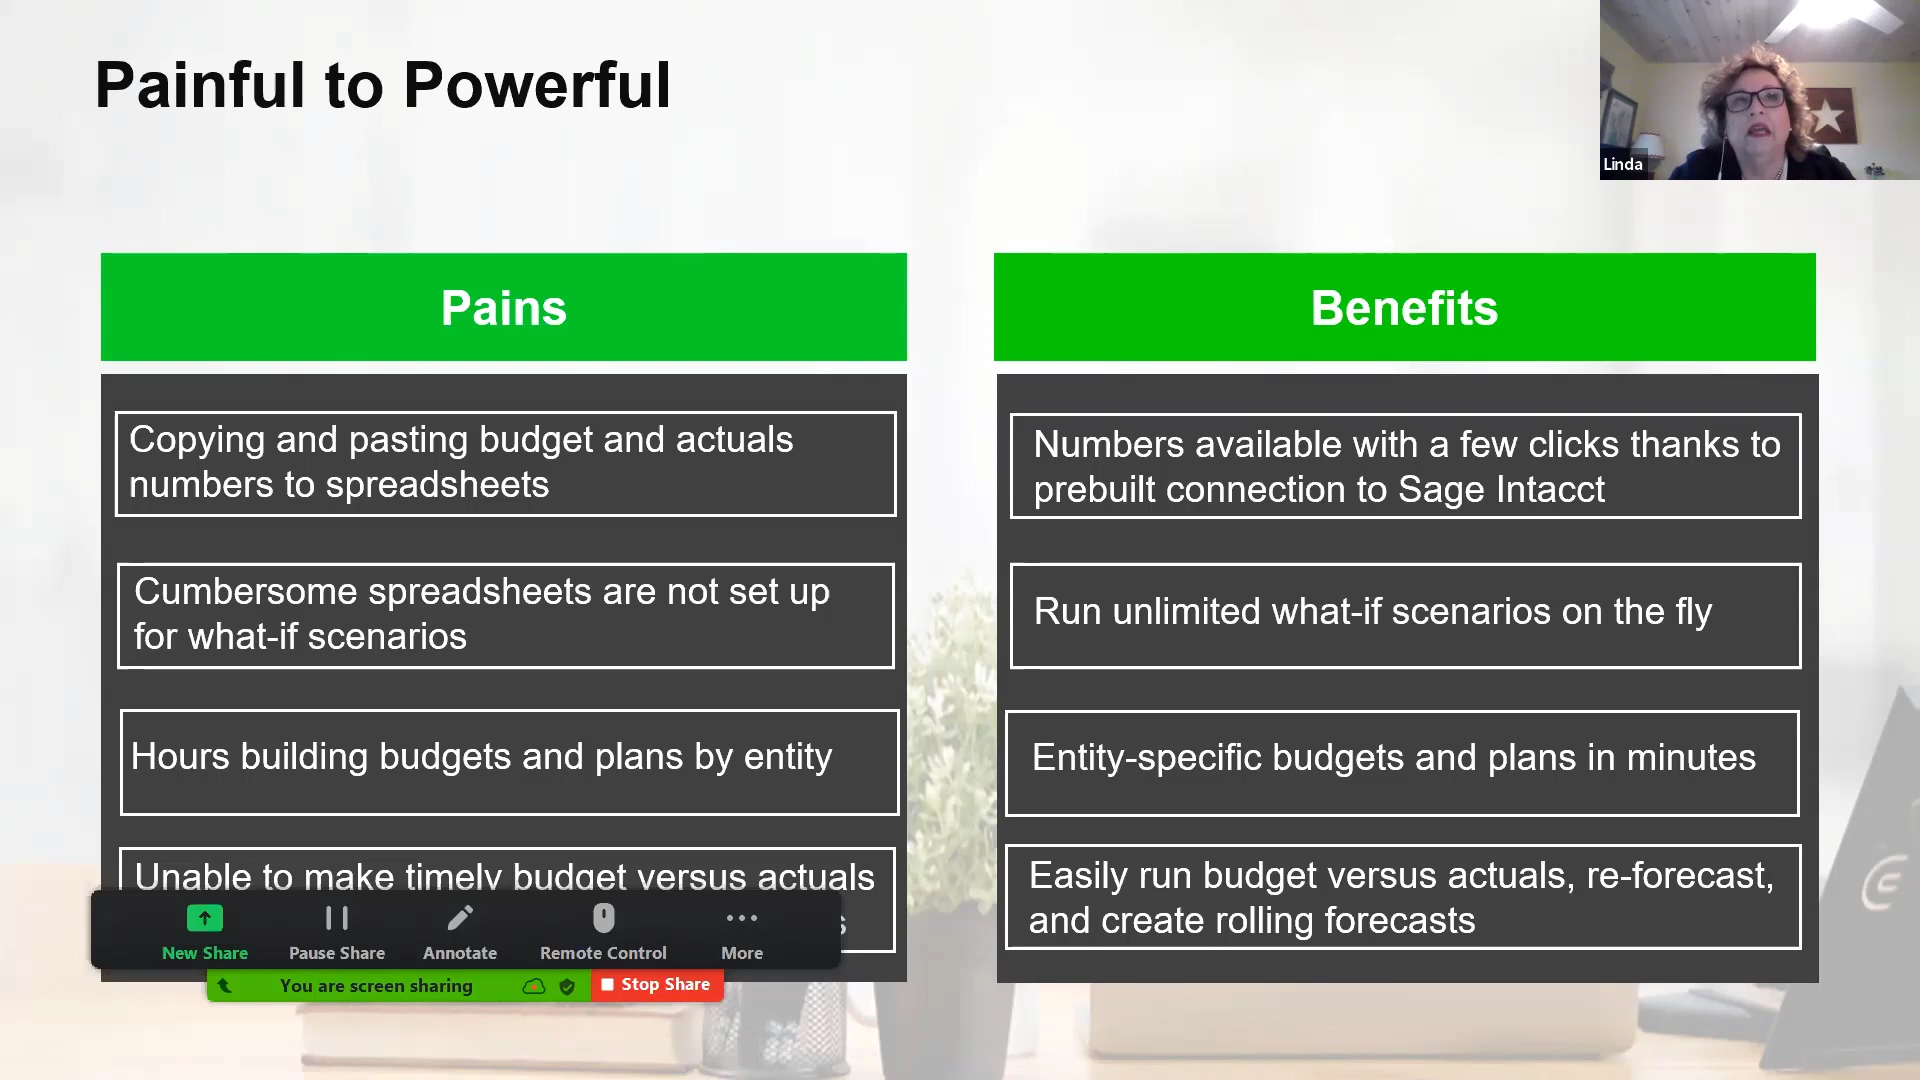 Painful to Powerful
Linda
Pains
Benefits
Copying and pasting budget and actuals
numbers to spreadsheets
Numbers available with a few clicks thanks to
prebuilt connection to Sage Intacct
Cumbersome spreadsheets are not set up
for what-if scenarios
Run unlimited what-if scenarios on the fly
Hours building budgets and plans by entity
Entity-specific budgets and plans in minutes
Unable to make timely budget versus actuals
Easily run budget versus actuals, re-forecast,
and create rolling forecasts
New Share
Pause Share
Annotate
Remote Control
More
You are screen sharing
Stop Share